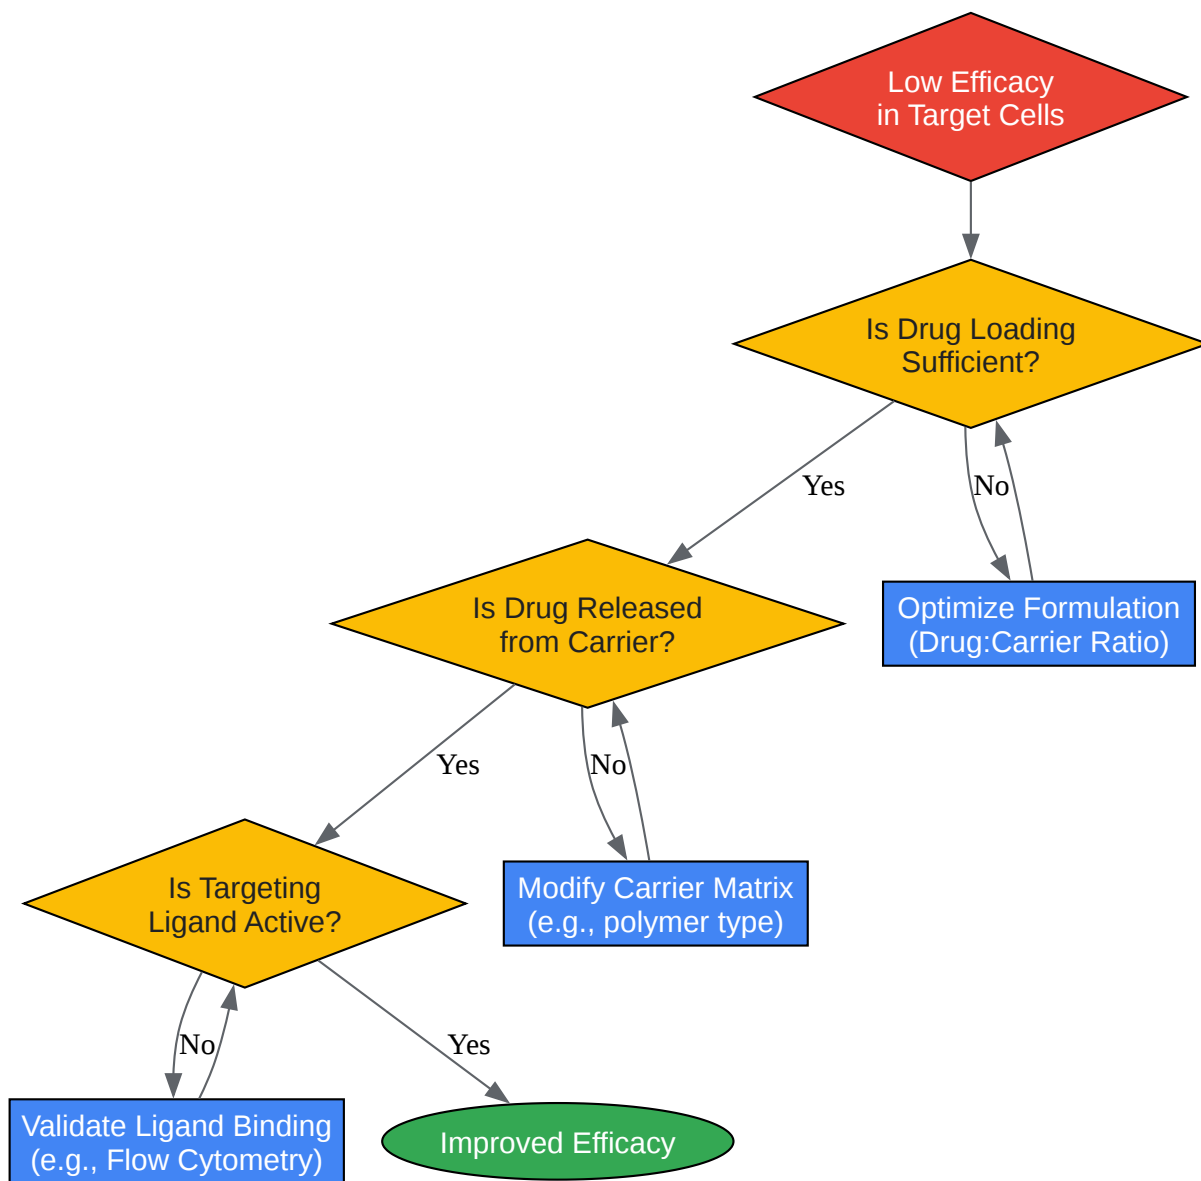 Low Efficacy
in Target Cells
Is Drug Loading
Sufficient?
Yes
No
Is Drug Released
from Carrier?
Optimize Formulation
(Drug:Carrier Ratio)
Yes
No
Is Targeting
Ligand Active?
Modify Carrier Matrix
(e.g., polymer type)
No
Yes
Validate Ligand Binding
(e.g., Flow Cytometry)
Improved Efficacy